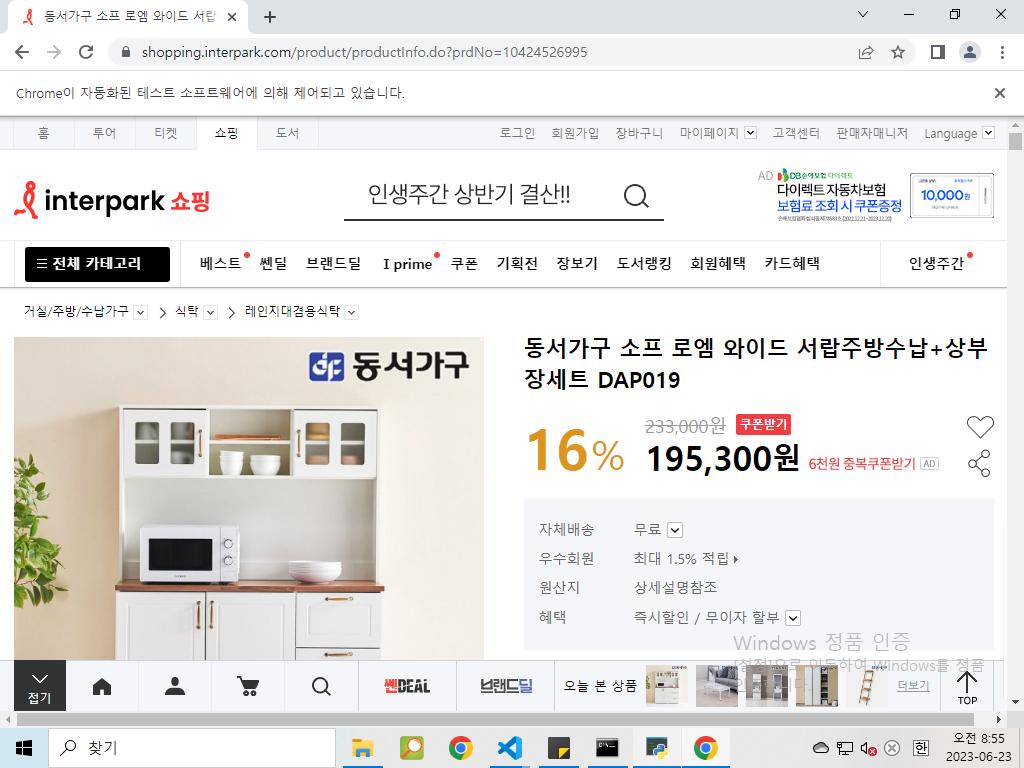 동서가구 소프 로엠 와이드 서랍
shopping.interpark.com/product/productInfo.do?prdNo=10424526995
Chrome이 자동화된 테스트 소프트웨어에 의해 제어되고 있습니다.
홈 투어 티켓 쇼핑 도서 로그인 회원가입 장바구니 마이페이지 고객센터 판매자매니저 Language
interpark 쇼핑
인생주간 상반기 결산!!
AD DB손해보험 다이렉트
다이렉트 자동차보험
보험료 조회 시 쿠폰증정
10,000원
전체 카테고리 베스트 쎈딜 브랜드딜 I prime 쿠폰 기획전 장보기 도서랭킹 회원혜택 카드혜택 인생주간
거실/주방/수납가구 식탁 레인지대겸용식탁
동서가구
동서가구 소프 로엠 와이드 서랍주방수납+상부
장세트 DAP019
16% 233,000원 쿠폰받기
195,300원 6천원 중복쿠폰받기 AD
자체배송 무료
우수회원 최대 1.5% 적립
원산지 상세설명참조
혜택 즉시할인 / 무이자 할부
Windows 정품 인증
[설정]으로 이동하여 Windows를 정품
접기 쎈DEAL 브랜드딜 오늘 본 상품 더보기 TOP
찾기
한
오전 8:55
2023-06-23